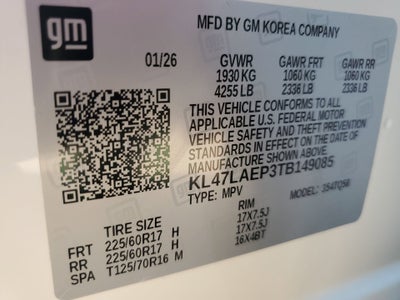 gm
MFD BY GM KOREA COMPANY
01/26
GVWR GAWR FRT GAWR RR
1930 KG 1060 KG 1060 KG
4255 LB 2336 LB 2336 LB
THIS VEHICLE CONFORMS TO ALL
APPLICABLE U.S. FEDERAL MOTOR
VEHICLE SAFETY AND THEFT PREVENTION
STANDARDS IN EFFECT ON THE DATE OF
MANUFACTURE SHOWN ABOVE.
KL47LAEP3TB149085
TYPE: MPV 354TQ56
TIRE SIZE RIM
FRT 225/60R17 H 17X7.5J
RR 225/60R17 H 17X7.5J
SPA T125/70R16 M 16X4BT